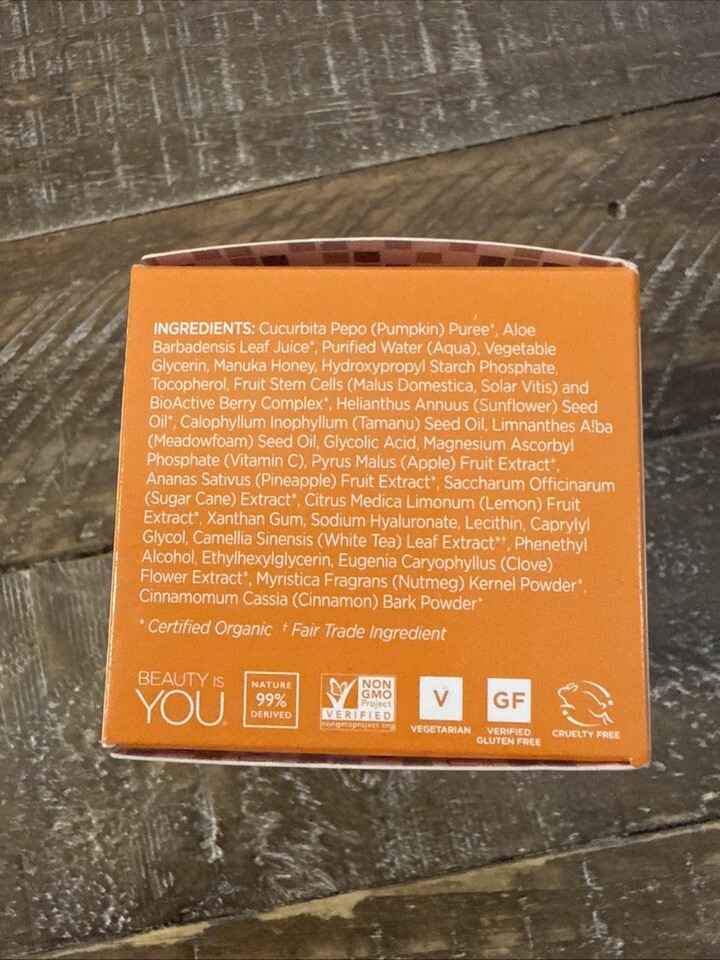 INGREDIENTS: Cucurbita Pepo (Pumpkin) Puree*, Aloe
Barbadensis Leaf Juice*, Purified Water (Aqua), Vegetable
Glycerin, Manuka Honey, Hydroxypropyl Starch Phosphate,
Tocopherol, Fruit Stem Cells (Malus Domestica, Solar Vitis) and
BioActive Berry Complex*, Helianthus Annuus (Sunflower) Seed
Oil*, Calophyllum Inophyllum (Tamanu) Seed Oil, Limnanthes Alba
(Meadowfoam) Seed Oil, Glycolic Acid, Magnesium Ascorbyl
Phosphate (Vitamin C), Pyrus Malus (Apple) Fruit Extract*,
Ananas Sativus (Pineapple) Fruit Extract*, Saccharum Officinarum
(Sugar Cane) Extract*, Citrus Medica Limonum (Lemon) Fruit
Extract*, Xanthan Gum, Sodium Hyaluronate, Lecithin, Caprylyl
Glycol, Camellia Sinensis (White Tea) Leaf Extract*†, Phenethyl
Alcohol, Ethylhexylglycerin, Eugenia Caryophyllus (Clove)
Flower Extract*, Myristica Fragrans (Nutmeg) Kernel Powder*,
Cinnamomum Cassia (Cinnamon) Bark Powder*
* Certified Organic † Fair Trade Ingredient
BEAUTY IS
YOU
NATURE
99%
DERIVED
NON
GMO
Project
VERIFIED
nongmoproject.org
V
VEGETARIAN
GF
VERIFIED
GLUTEN FREE
CRUELTY FREE